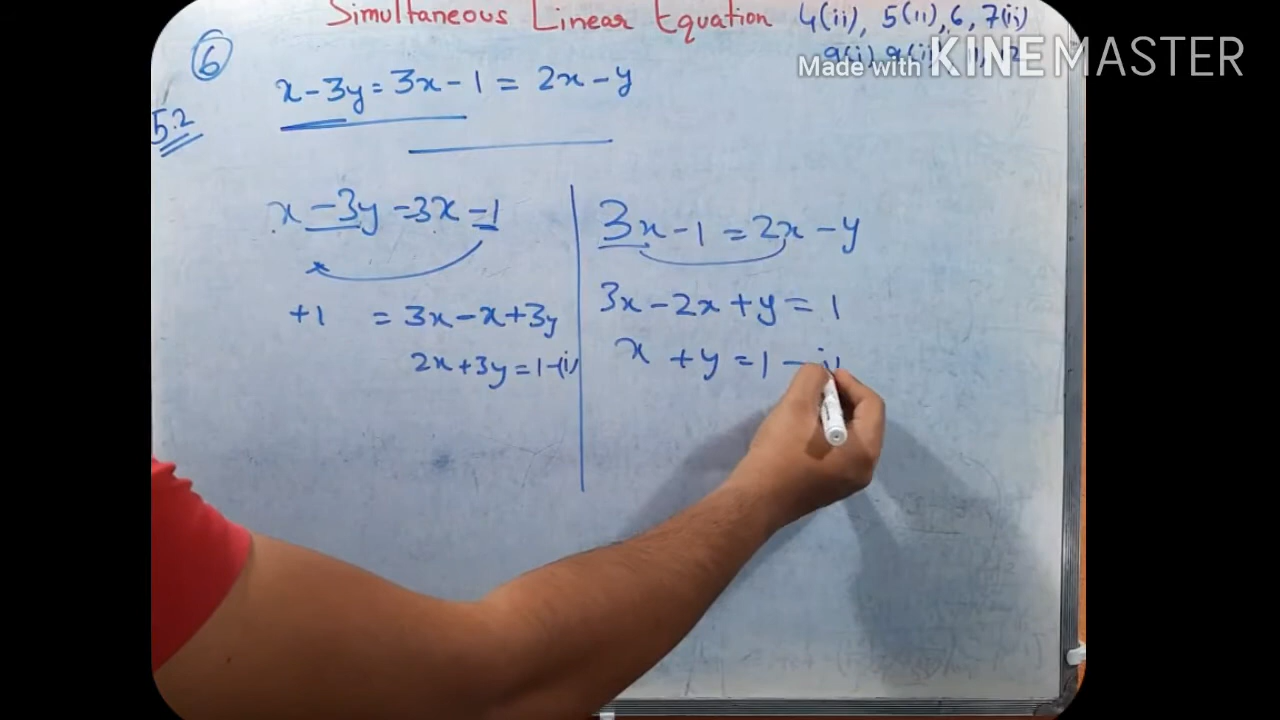 Simultaneous Linear Equation 4(ii), 5(ii), 6, 7(ii)
Made with KINEMASTER
6
x-3y = 3x-1 = 2x-y
5.2
x -3y -3x -1
+1 = 3x-x+3y
2x+3y = 1-(i)
3x-1 = 2x-y
3x-2x+y = 1
x +y = 1 -